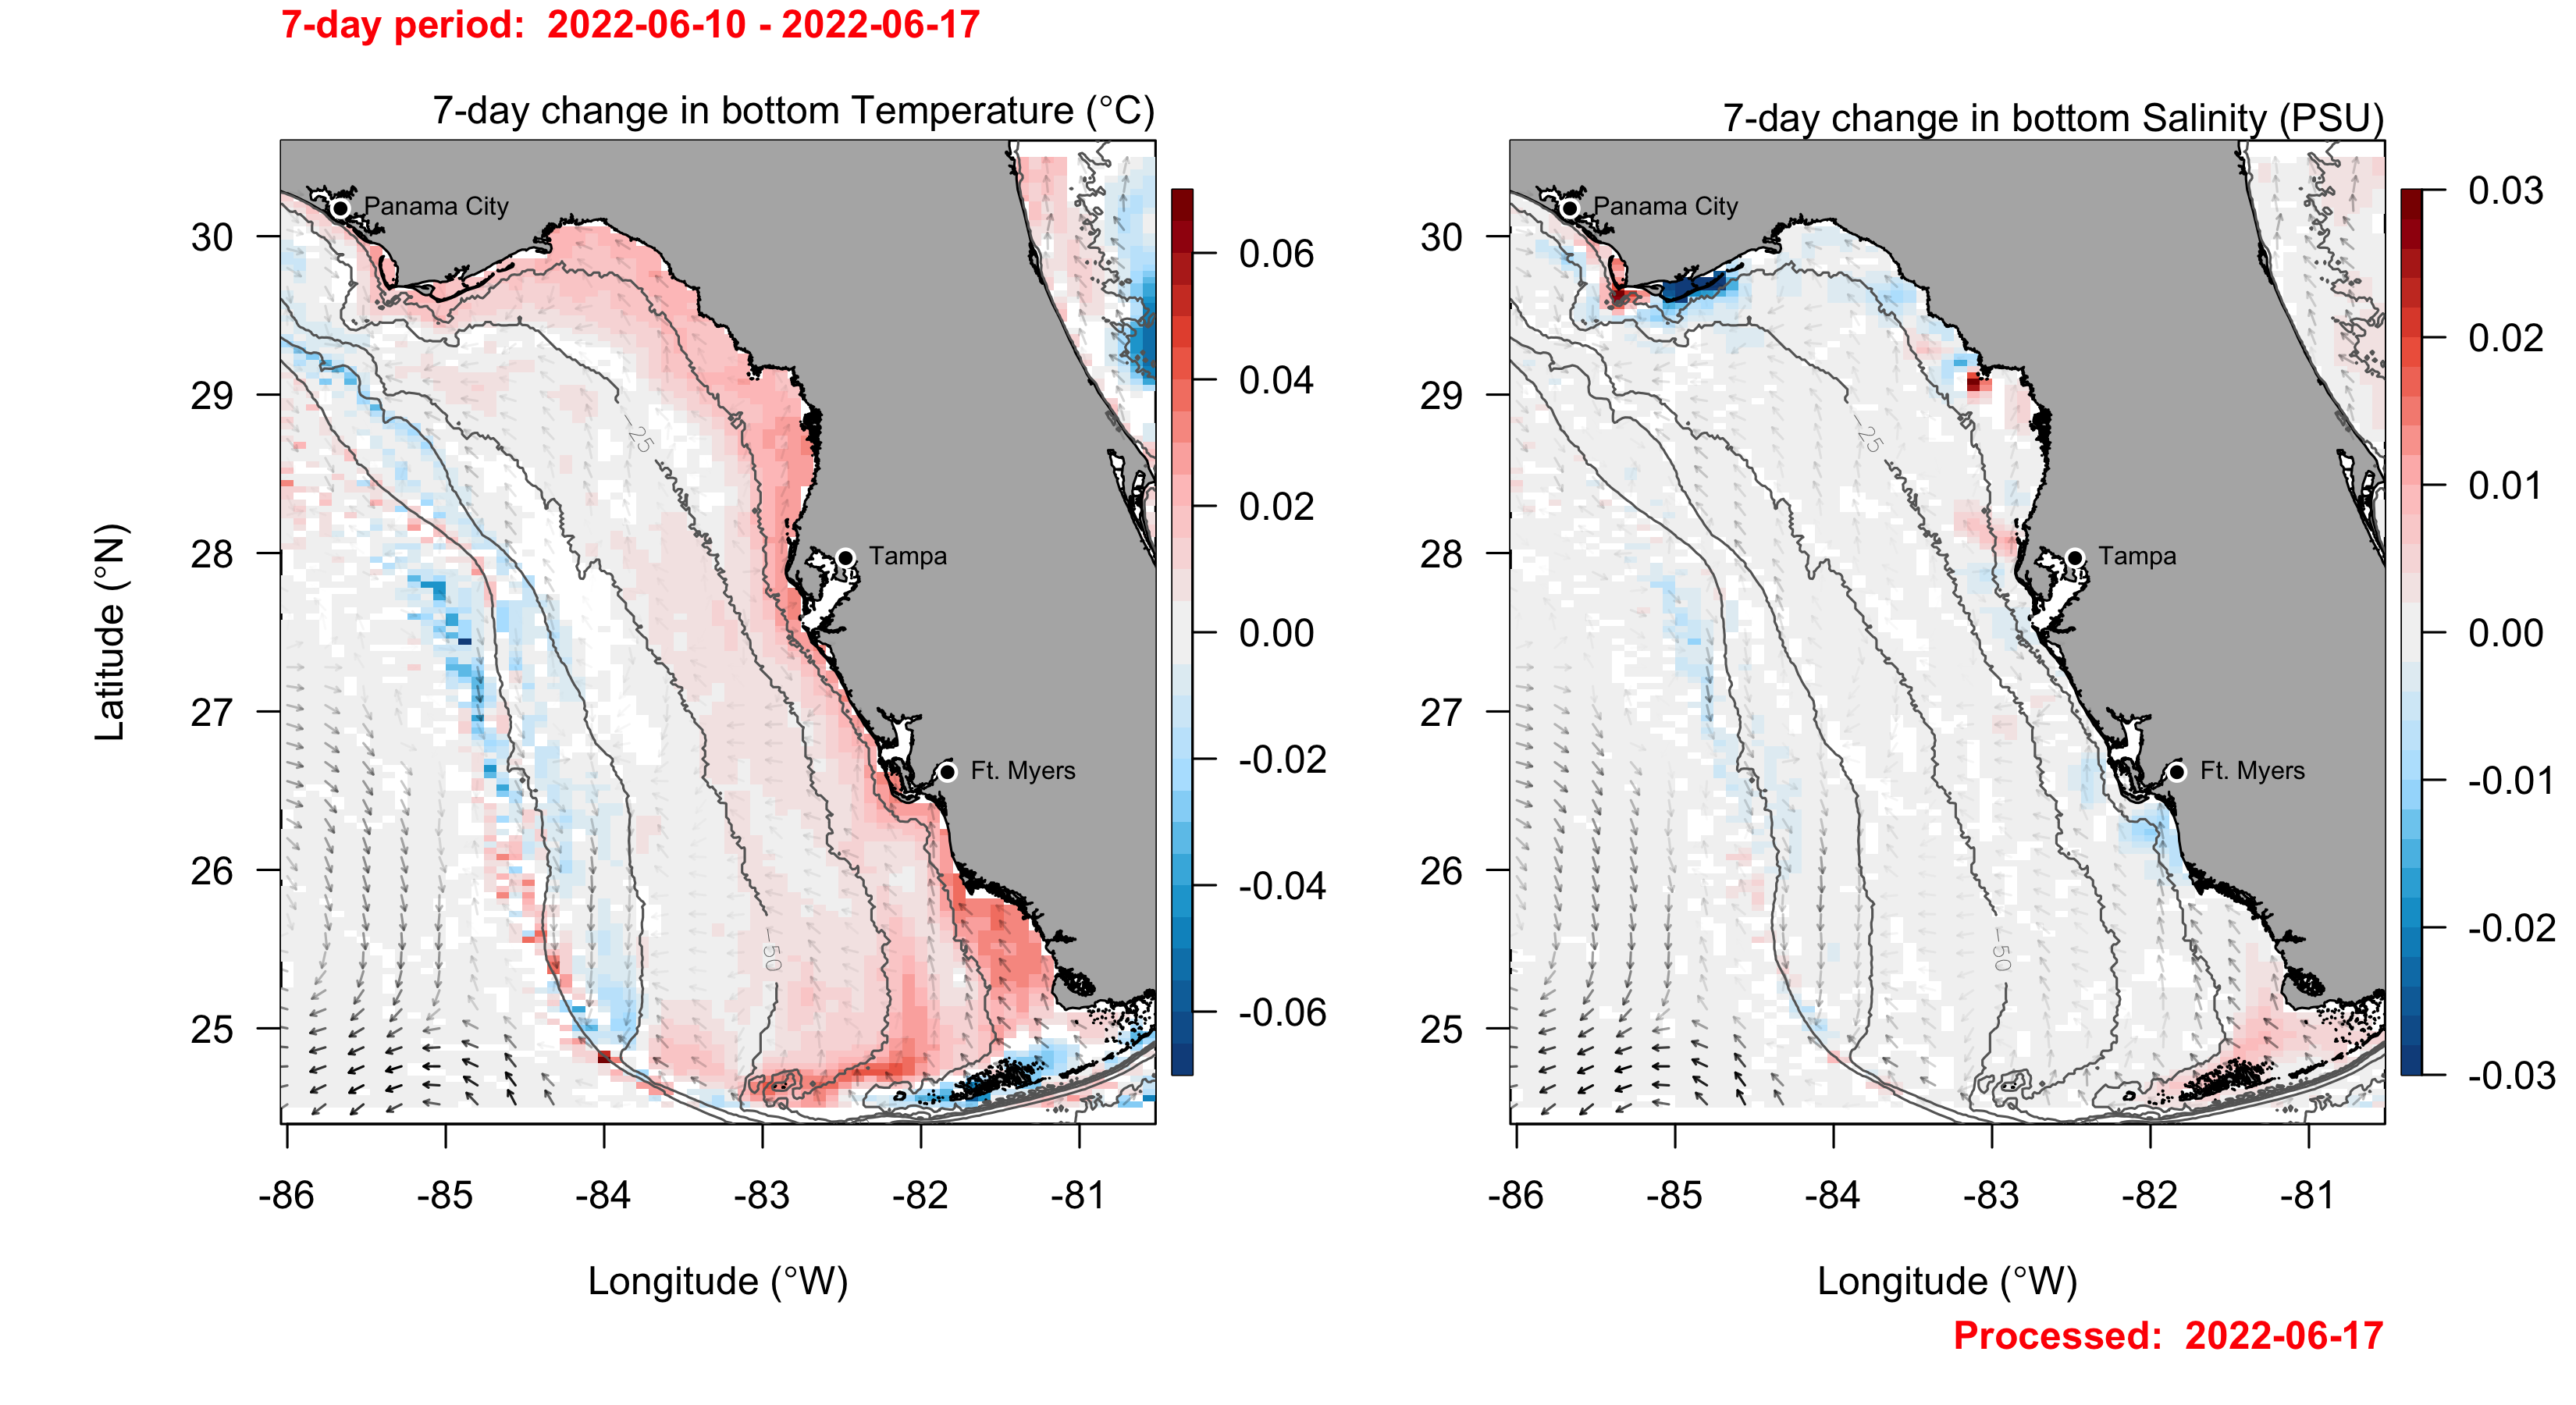 7-day period:  2022-06-10 - 2022-06-17
7-day change in bottom Temperature (°C)
7-day change in bottom Salinity (PSU)
Panama City
Tampa
Ft. Myers
-25
-50
30
29
28
27
26
25
Latitude (°N)
-86 -85 -84 -83 -82 -81
Longitude (°W)
0.06
0.04
0.02
0.00
-0.02
-0.04
-0.06
Panama City
Tampa
Ft. Myers
-25
-50
30
29
28
27
26
25
-86 -85 -84 -83 -82 -81
Longitude (°W)
0.03
0.02
0.01
0.00
-0.01
-0.02
-0.03
Processed:  2022-06-17